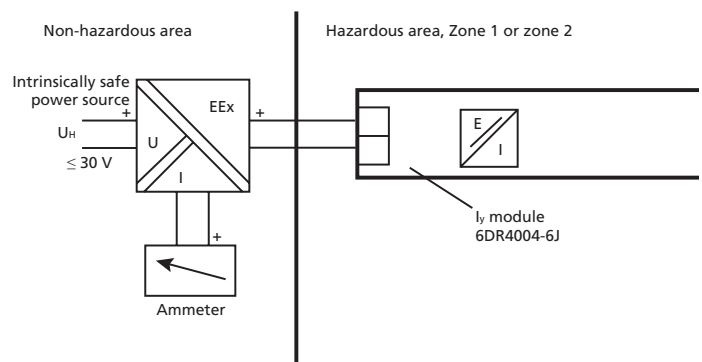 Non-hazardous area
Hazardous area, Zone 1 or zone 2
Intrinsically safe
power source
+
UH
≤ 30 V
U
EEx
I
+
E
I
Iy module
6DR4004-6J
+
Ammeter